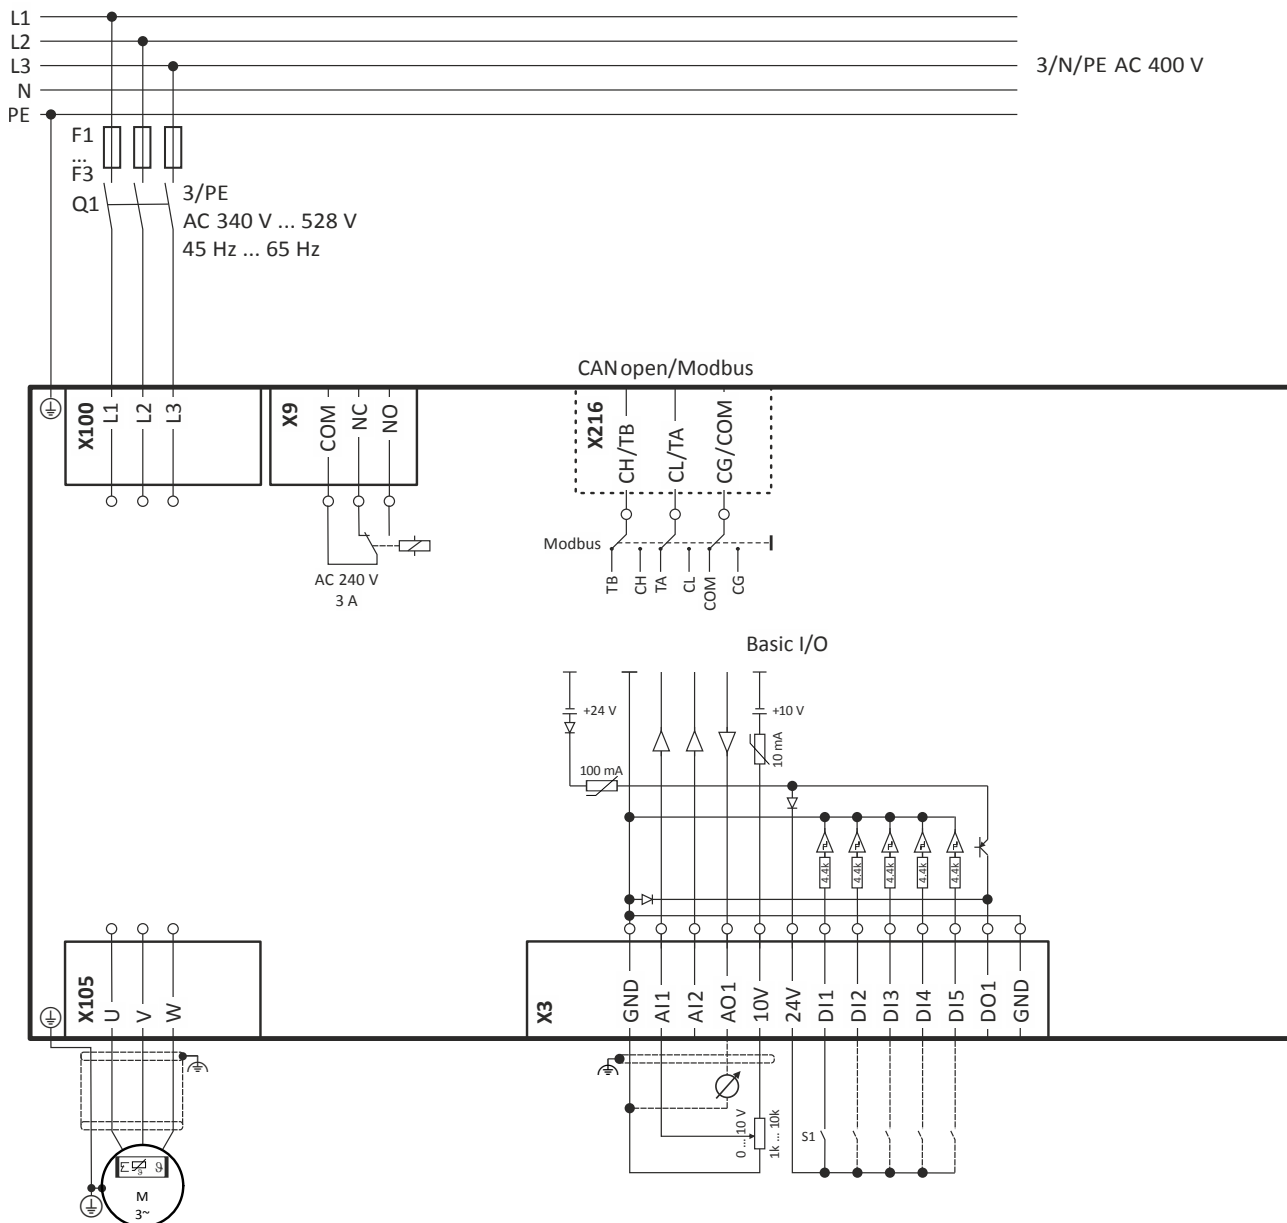 L1
L2
L3
N
PE
3/N/PE AC 400 V
F1
...
F3
Q1
3/PE
AC 340 V ... 528 V
45 Hz ... 65 Hz
CANopen/Modbus
X100
L1
L2
L3
X9
COM
NC
NO
X216
CH/TB
CL/TA
CG/COM
AC 240 V
3 A
Modbus
TB
CH
TA
CL
COM
CG
Basic I/O
+24 V
+10 V
100 mA
10 mA
4.4k
4.4k
4.4k
4.4k
4.4k
X105
U
V
W
X3
GND
AI1
AI2
AO1
10V
24V
DI1
DI2
DI3
DI4
DI5
DO1
GND
0 ... 10 V
1k ... 10k
S1
ϑ
ϑ
M
3~